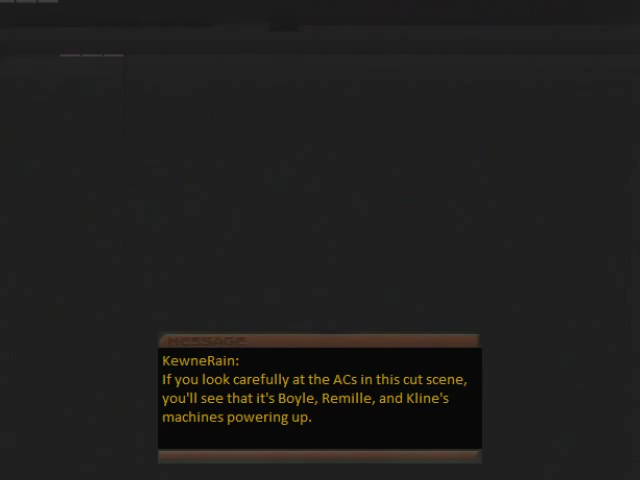 MESSAGE
KewneRain:
If you look carefully at the ACs in this cut scene,
you'll see that it's Boyle, Remille, and Kline's
machines powering up.